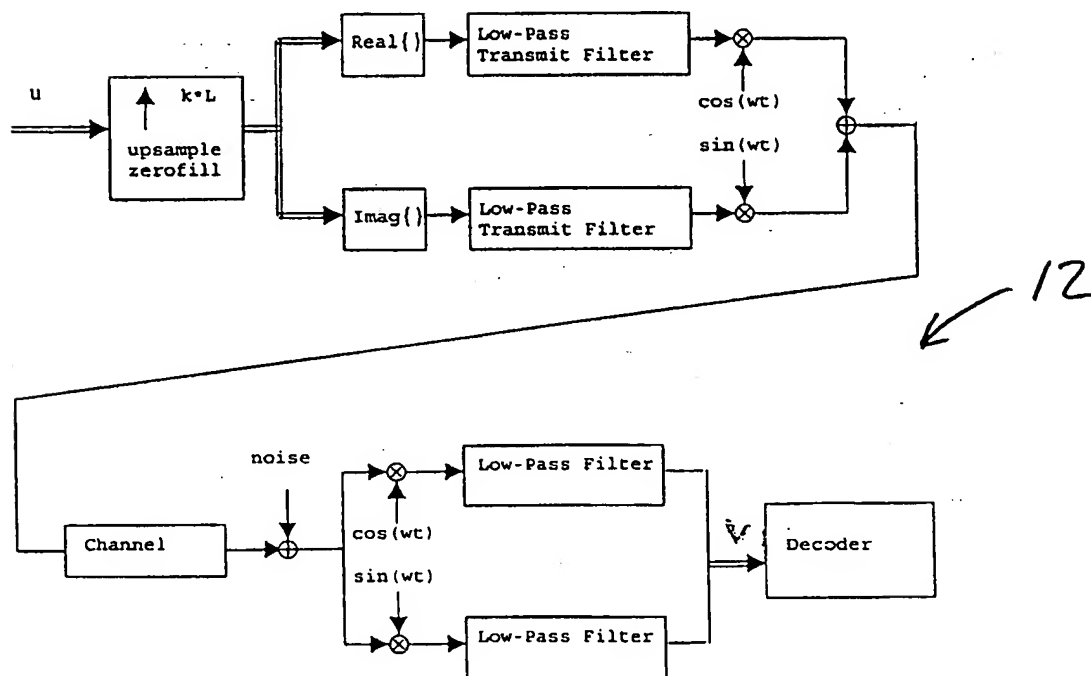 u
k*L
upsample
zerofill
Real{}
Low-Pass
Transmit Filter
cos(wt)
sin(wt)
Imag{}
Low-Pass
Transmit Filter
12
noise
Channel
cos(wt)
sin(wt)
Low-Pass Filter
Low-Pass Filter
Decoder